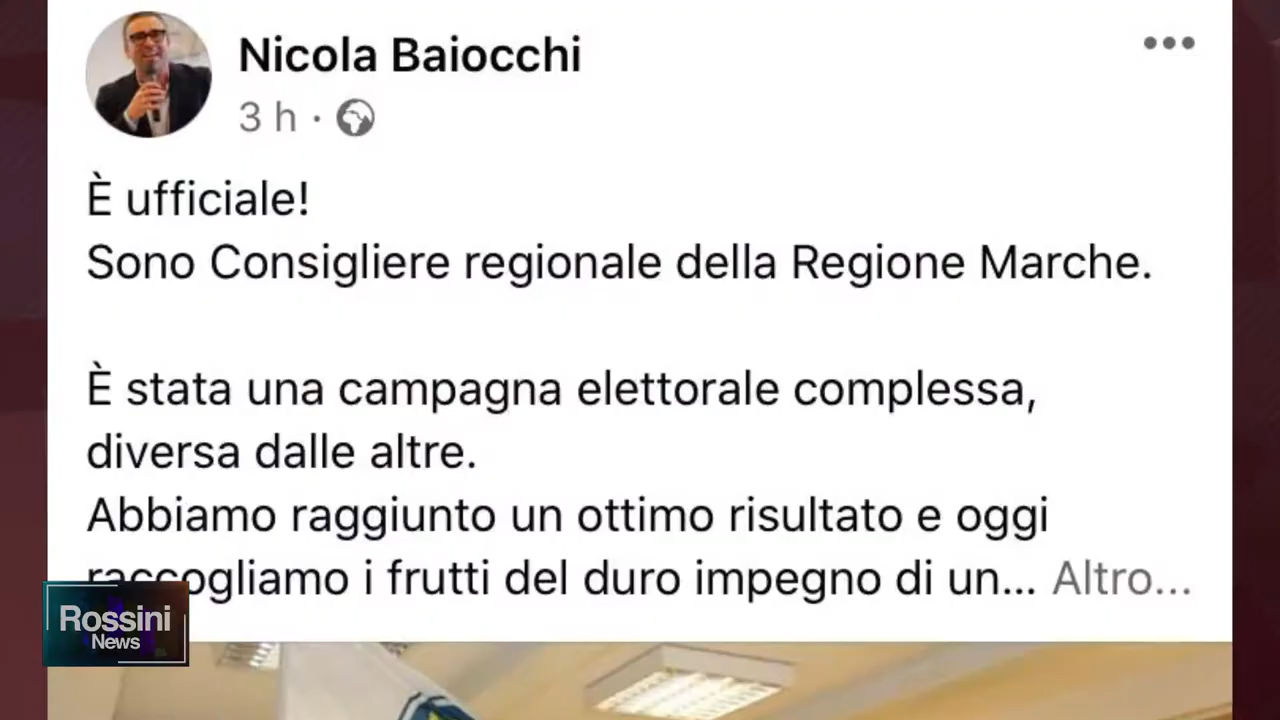 Nicola Baiocchi
3 h ·
È ufficiale!
Sono Consigliere regionale della Regione Marche.
È stata una campagna elettorale complessa,
diversa dalle altre.
Abbiamo raggiunto un ottimo risultato e oggi
raccogliamo i frutti del duro impegno di un... Altro...
Rossini
News